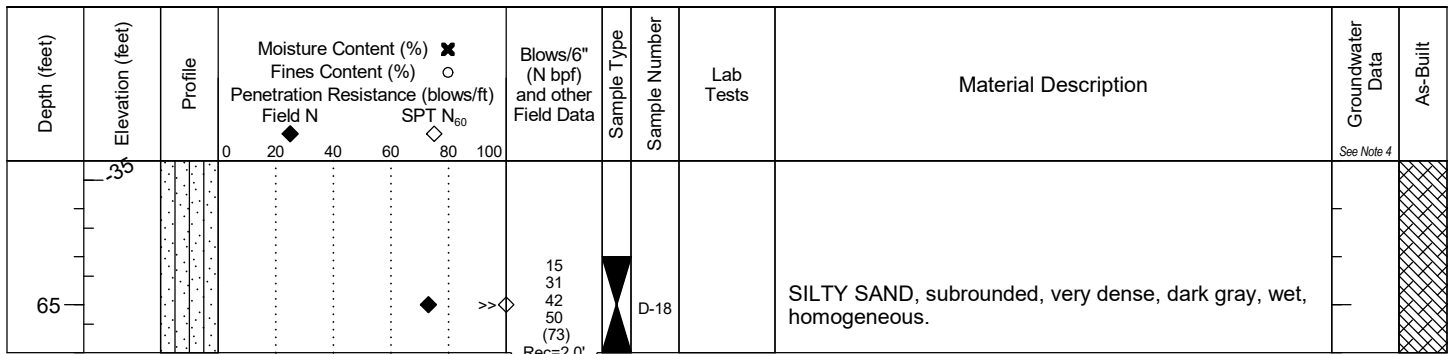 Depth (feet)
Elevation (feet)
Profile
Moisture Content (%) ✖
Fines Content (%) ○
Penetration Resistance (blows/ft)
Field N SPT N60
◆ ◇
0 20 40 60 80 100
Blows/6"
(N bpf)
and other
Field Data
Sample Type
Sample Number
Lab
Tests
Material Description
Groundwater
Data
See Note 4
As-Built
-35
65
>>
15
31
42
50
(73)
Rec=2.0'
D-18
SILTY SAND, subrounded, very dense, dark gray, wet,
homogeneous.